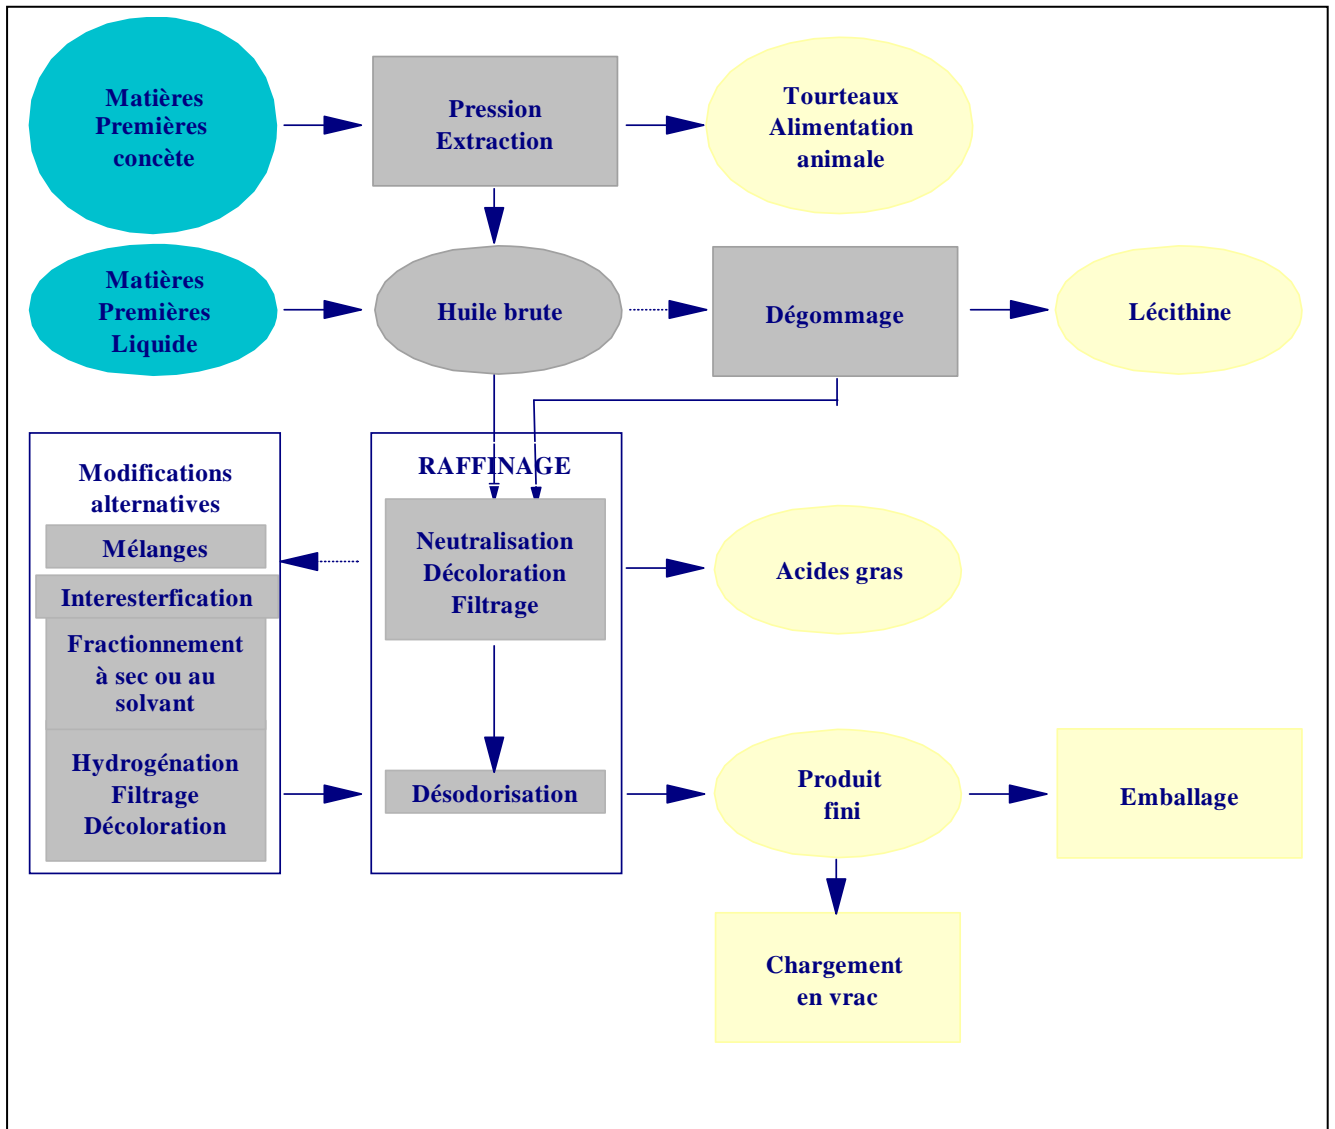 Matières
Premières
concète
Pression
Extraction
Tourteaux
Alimentation
animale
Matières
Premières
Liquide
Huile brute
Dégommage
Lécithine
Modifications
alternatives
Mélanges
Interesterfication
Fractionnement
à sec ou au
solvant
Hydrogénation
Filtrage
Décoloration
RAFFINAGE
Neutralisation
Décoloration
Filtrage
Désodorisation
Acides gras
Produit
fini
Emballage
Chargement
en vrac